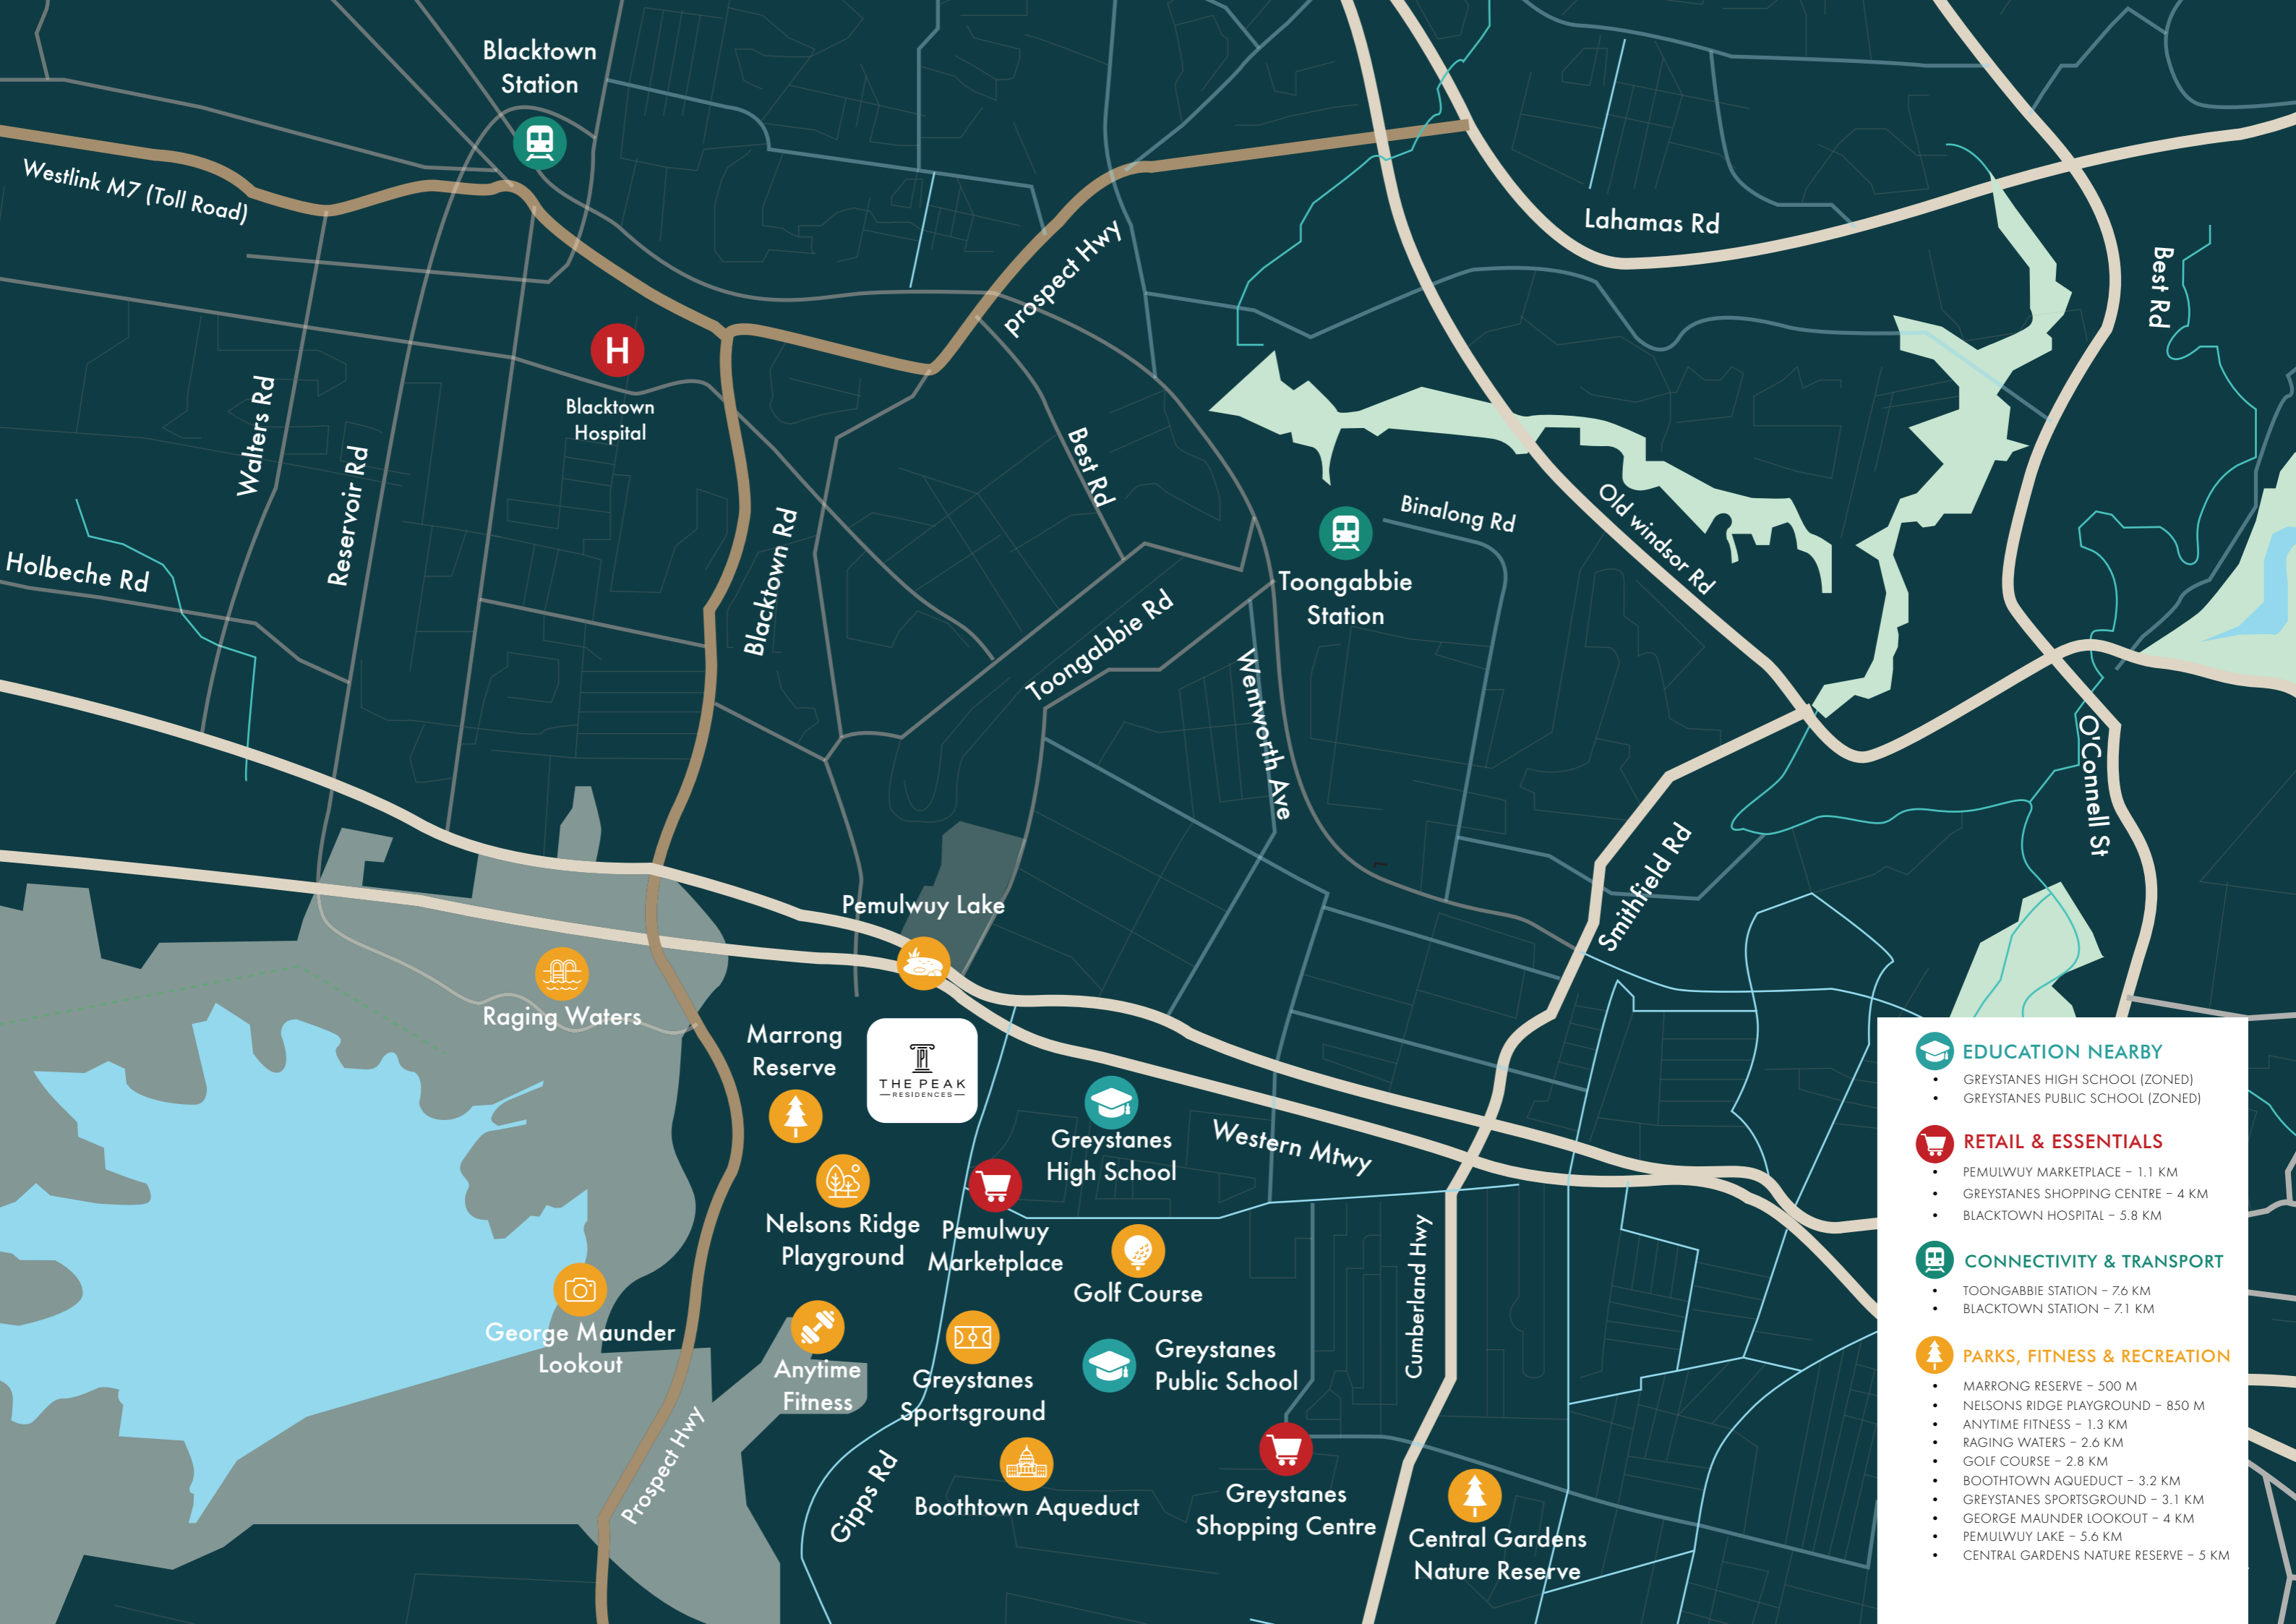 Blacktown
Station
Westlink M7 (Toll Road)
prospect Hwy
Lahamas Rd
Best Rd
H
Blacktown
Hospital
Walters Rd
Reservoir Rd
Best Rd
Binalong Rd
Old windsor Rd
Holbeche Rd
Blacktown Rd
Toongabbie
Station
Toongabbie Rd
Wentworth Ave
O'Connell St
Smithfield Rd
Pemulwuy Lake
Raging Waters
Marrong
Reserve
THE PEAK
RESIDENCES
Greystanes
High School
Western Mtwy
Nelsons Ridge
Playground
Pemulwuy
Marketplace
Golf Course
Cumberland Hwy
George Maunder
Lookout
Anytime
Fitness
Greystanes
Sportsground
Greystanes
Public School
Prospect Hwy
Gipps Rd
Boothtown Aqueduct
Greystanes
Shopping Centre
Central Gardens
Nature Reserve
EDUCATION NEARBY
• GREYSTANES HIGH SCHOOL (ZONED)
• GREYSTANES PUBLIC SCHOOL (ZONED)
RETAIL & ESSENTIALS
• PEMULWUY MARKETPLACE – 1.1 KM
• GREYSTANES SHOPPING CENTRE – 4 KM
• BLACKTOWN HOSPITAL – 5.8 KM
CONNECTIVITY & TRANSPORT
• TOONGABBIE STATION – 7.6 KM
• BLACKTOWN STATION – 7.1 KM
PARKS, FITNESS & RECREATION
• MARRONG RESERVE – 500 M
• NELSONS RIDGE PLAYGROUND – 850 M
• ANYTIME FITNESS – 1.3 KM
• RAGING WATERS – 2.6 KM
• GOLF COURSE – 2.8 KM
• BOOTHTOWN AQUEDUCT – 3.2 KM
• GREYSTANES SPORTSGROUND – 3.1 KM
• GEORGE MAUNDER LOOKOUT – 4 KM
• PEMULWUY LAKE – 5.6 KM
• CENTRAL GARDENS NATURE RESERVE – 5 KM